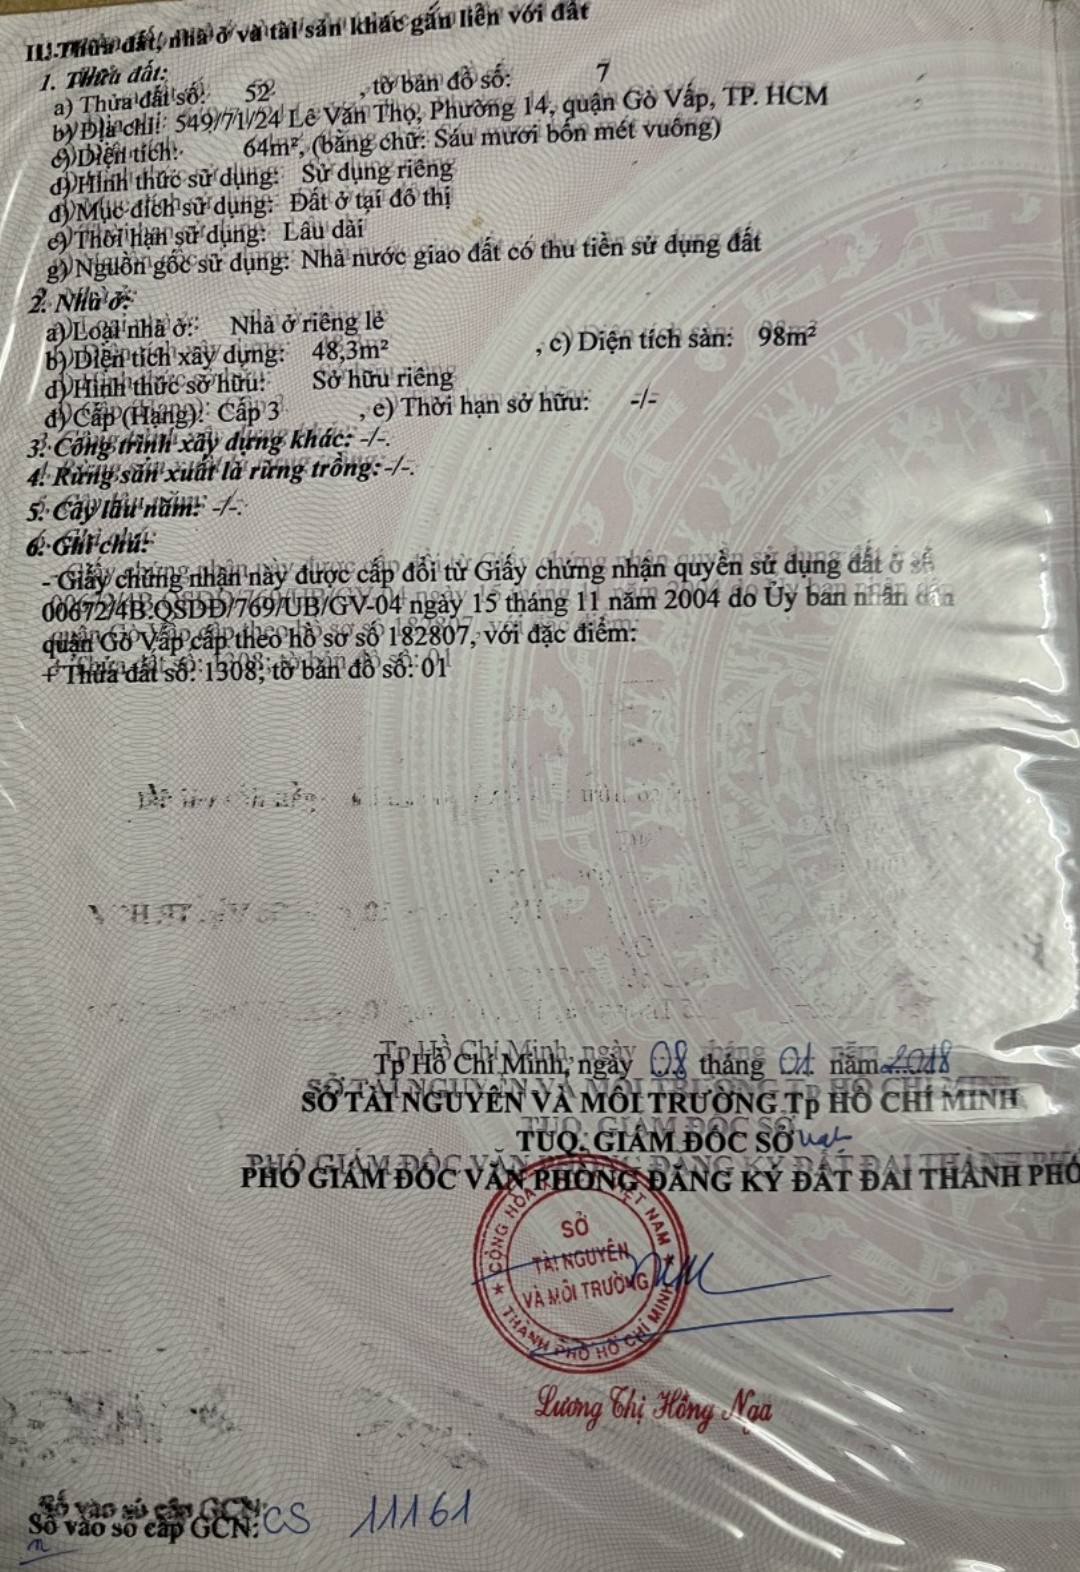 II. Thửa đất, nhà ở và tài sản khác gắn liền với đất
1. Thửa đất:
a) Thửa đất số: 52 , tờ bản đồ số: 7
b) Địa chỉ: 549/71/24 Lê Văn Thọ, Phường 14, quận Gò Vấp, TP. HCM
c) Diện tích: 64m², (bằng chữ: Sáu mươi bốn mét vuông)
d) Hình thức sử dụng: Sử dụng riêng
đ) Mục đích sử dụng: Đất ở tại đô thị
e) Thời hạn sử dụng: Lâu dài
g) Nguồn gốc sử dụng: Nhà nước giao đất có thu tiền sử dụng đất
2. Nhà ở:
a) Loại nhà ở: Nhà ở riêng lẻ
b) Diện tích xây dựng: 48,3m² , c) Diện tích sàn: 98m²
d) Hình thức sở hữu: Sở hữu riêng
đ) Cấp (Hạng): Cấp 3 , e) Thời hạn sở hữu: -/-
3. Công trình xây dựng khác: -/-.
4. Rừng sản xuất là rừng trồng: -/-.
5. Cây lâu năm: -/-.
6. Ghi chú:
- Giấy chứng nhận này được cấp đổi từ Giấy chứng nhận quyền sử dụng đất ở số
00672/4B.QSDĐ/769/UB/GV-04 ngày 15 tháng 11 năm 2004 do Ủy ban nhân dân
quận Gò Vấp cấp theo hồ sơ số 182807, với đặc điểm:
+ Thửa đất số: 1308; tờ bản đồ số: 01
Tp Hồ Chí Minh, ngày 08 tháng 01 năm 2018
SỞ TÀI NGUYÊN VÀ MÔI TRƯỜNG Tp HỒ CHÍ MINH
TUQ. GIÁM ĐỐC SỞ
PHÓ GIÁM ĐỐC VĂN PHÒNG ĐĂNG KÝ ĐẤT ĐAI THÀNH PHỐ
SỞ
TÀI NGUYÊN
VÀ MÔI TRƯỜNG
THÀNH PHỐ HỒ CHÍ MINH
Lương Thị Hồng Nga
Số vào sổ cấp GCN: CS 11161